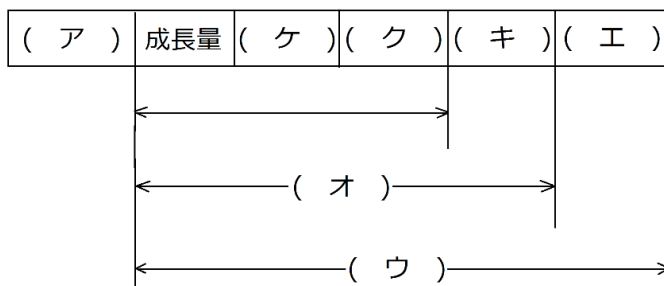 ( ア ) 成長量 ( ケ ) ( ク ) ( キ ) ( エ )
( オ )
( ウ )